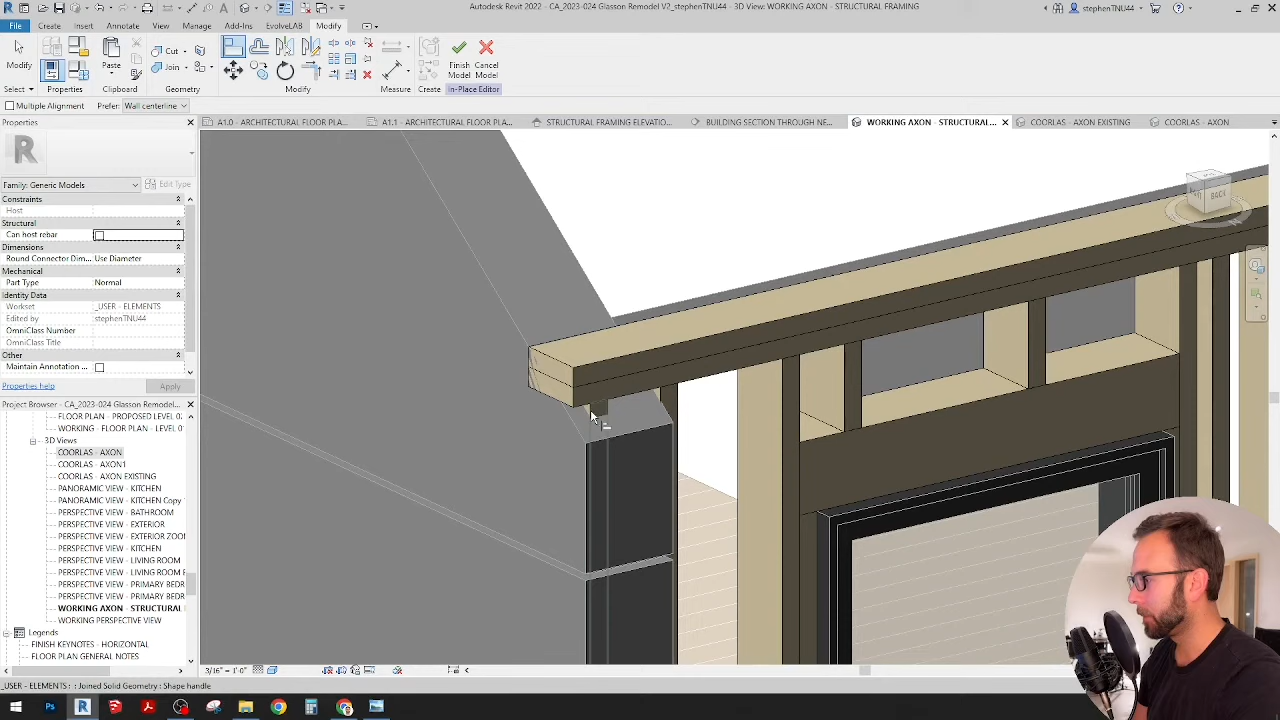 Autodesk Revit 2022 - CA_2023-024 Glasson Remodel V2_stephenTNU44 - 3D View: WORKING AXON - STRUCTURAL FRAMING
stephenTNU44
File Create Insert Annotate View Manage Add-Ins EvolveLAB Modify
Modify
Paste
Cut
Join
Finish Model
Cancel Model
Select Properties Clipboard Geometry Modify Measure Create In-Place Editor
Multiple Alignment Prefer: Wall centerline
Properties
A1.0 - ARCHITECTURAL FLOOR PLA...
A1.1 - ARCHITECTURAL FLOOR PL...
STRUCTURAL FRAMING ELEVATIO...
BUILDING SECTION THROUGH NE...
WORKING AXON - STRUCTURAL...
COORLAS - AXON EXISTING
COORLAS - AXON
Family: Generic Models
Edit Type
Constraints
Host
Structural
Can host rebar
Dimensions
Round Connector Dim... Use Diameter
Mechanical
Part Type Normal
Identity Data
Workset _USER - ELEMENTS
Edited by stephenTNU44
OmniClass Number
OmniClass Title
Other
Maintain Annotation ...
Properties help
Apply
BACK
Project Browser - CA_2023-024 Glasson Remodel...
FLOOR PLAN - PROPOSED LEVEL 02
WORKING - FLOOR PLAN - LEVEL 01
3D Views
COORLAS - AXON
COORLAS - AXON1
COORLAS - AXON EXISTING
PANORAMIC VIEW - KITCHEN
PANORAMIC VIEW - KITCHEN Copy
PERSPECTIVE VIEW - BATHROOM
PERSPECTIVE VIEW - EXTERIOR
PERSPECTIVE VIEW - EXTERIOR ZOO
PERSPECTIVE VIEW - KITCHEN
PERSPECTIVE VIEW - LIVING ROOM
PERSPECTIVE VIEW - LIVING ROOM
PERSPECTIVE VIEW - PRIMARY BEDR
PERSPECTIVE VIEW - PRIMARY BEDR
WORKING AXON - STRUCTURAL
WORKING PERSPECTIVE VIEW
Legends
FINISH KEYNOTES - HORIZONTAL
FLOOR PLAN GENERAL NOTES
3/16" = 1'-0"
_USER - ELEMENTS : : Joined Solid Geometry : Shape handle